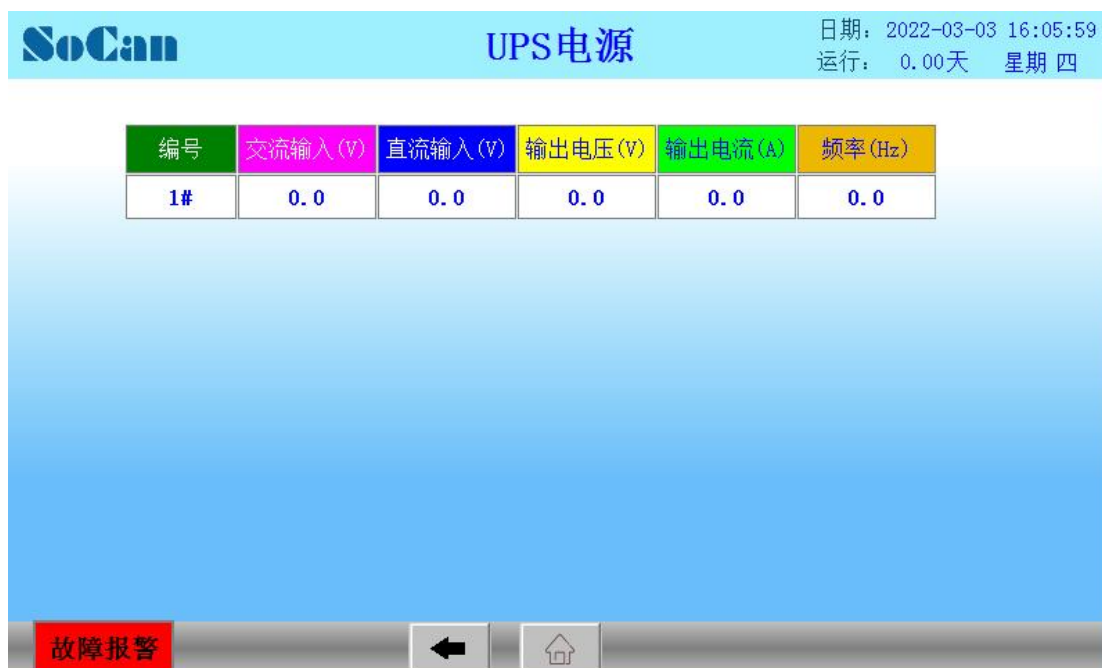 SoCan
UPS电源
日期: 2022-03-03 16:05:59
运行: 0.00天 星期 四
编号 交流输入(V) 直流输入(V) 输出电压(V) 输出电流(A) 频率(Hz)
1# 0.0 0.0 0.0 0.0 0.0
故障报警